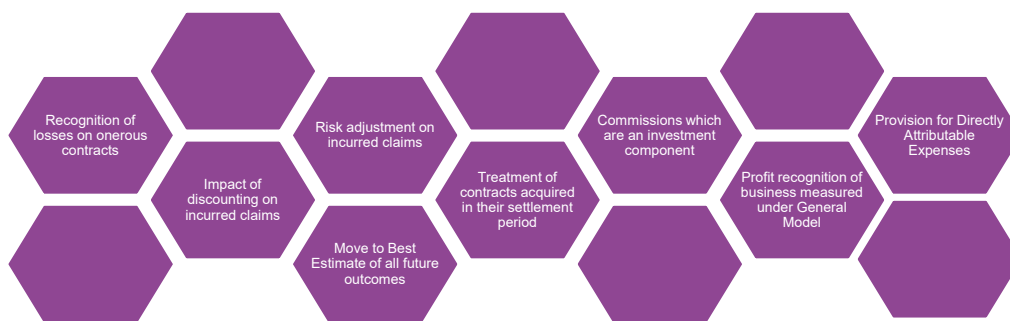 Recognition of
losses on onerous
contracts
Impact of
discounting on
incurred claims
Risk adjustment on
incurred claims
Move to Best
Estimate of all future
outcomes
Treatment of
contracts acquired
in their settlement
period
Commissions which
are an investment
component
Profit recognition of
business measured
under General
Model
Provision for Directly
Attributable
Expenses